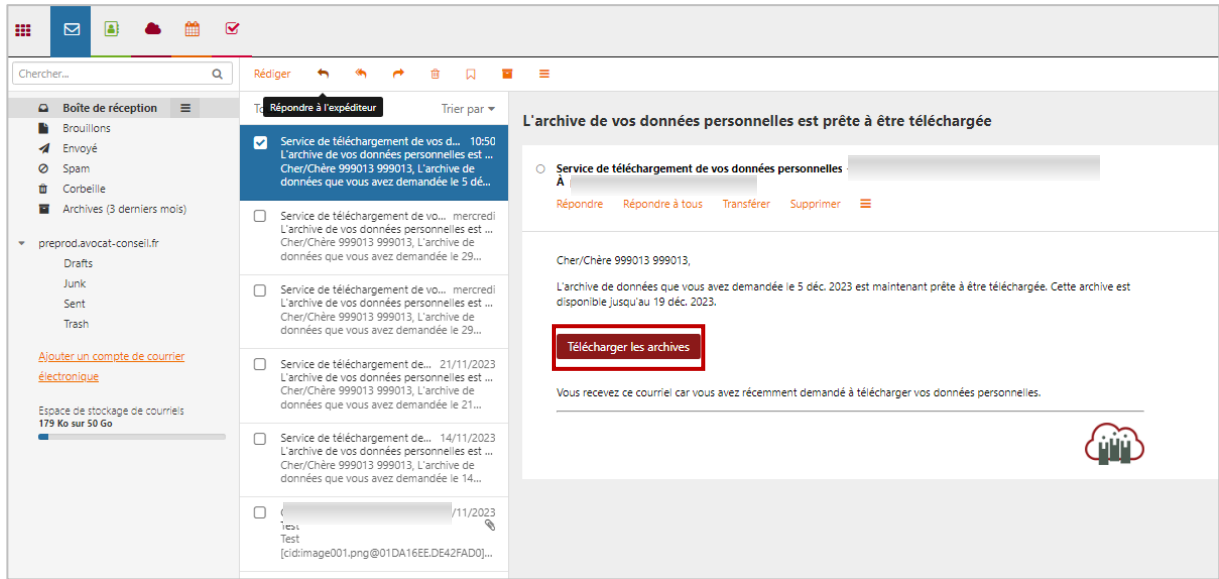 Chercher...
Rédiger
Répondre à l'expéditeur
Trier par
Boîte de réception
Brouillons
Envoyé
Spam
Corbeille
Archives (3 derniers mois)
preprod.avocat-conseil.fr
Drafts
Junk
Sent
Trash
Ajouter un compte de courrier
électronique
Espace de stockage de courriels
179 Ko sur 50 Go
Service de téléchargement de vos d... 10:50
L'archive de vos données personnelles est ...
Cher/Chère 999013 999013, L'archive de
données que vous avez demandée le 5 dé...
Service de téléchargement de vo... mercredi
L'archive de vos données personnelles est ...
Cher/Chère 999013 999013, L'archive de
données que vous avez demandée le 29...
Service de téléchargement de vo... mercredi
L'archive de vos données personnelles est ...
Cher/Chère 999013 999013, L'archive de
données que vous avez demandée le 29...
Service de téléchargement de... 21/11/2023
L'archive de vos données personnelles est ...
Cher/Chère 999013 999013, L'archive de
données que vous avez demandée le 21...
Service de téléchargement de... 14/11/2023
L'archive de vos données personnelles est ...
Cher/Chère 999013 999013, L'archive de
données que vous avez demandée le 14...
/11/2023
Test
Test
[cid:image001.png@01DA16EE.DE42FAD0]...
L'archive de vos données personnelles est prête à être téléchargée
Service de téléchargement de vos données personnelles
À
Répondre Répondre à tous Transférer Supprimer
Cher/Chère 999013 999013,
L'archive de données que vous avez demandée le 5 déc. 2023 est maintenant prête à être téléchargée. Cette archive est
disponible jusqu'au 19 déc. 2023.
Télécharger les archives
Vous recevez ce courriel car vous avez récemment demandé à télécharger vos données personnelles.